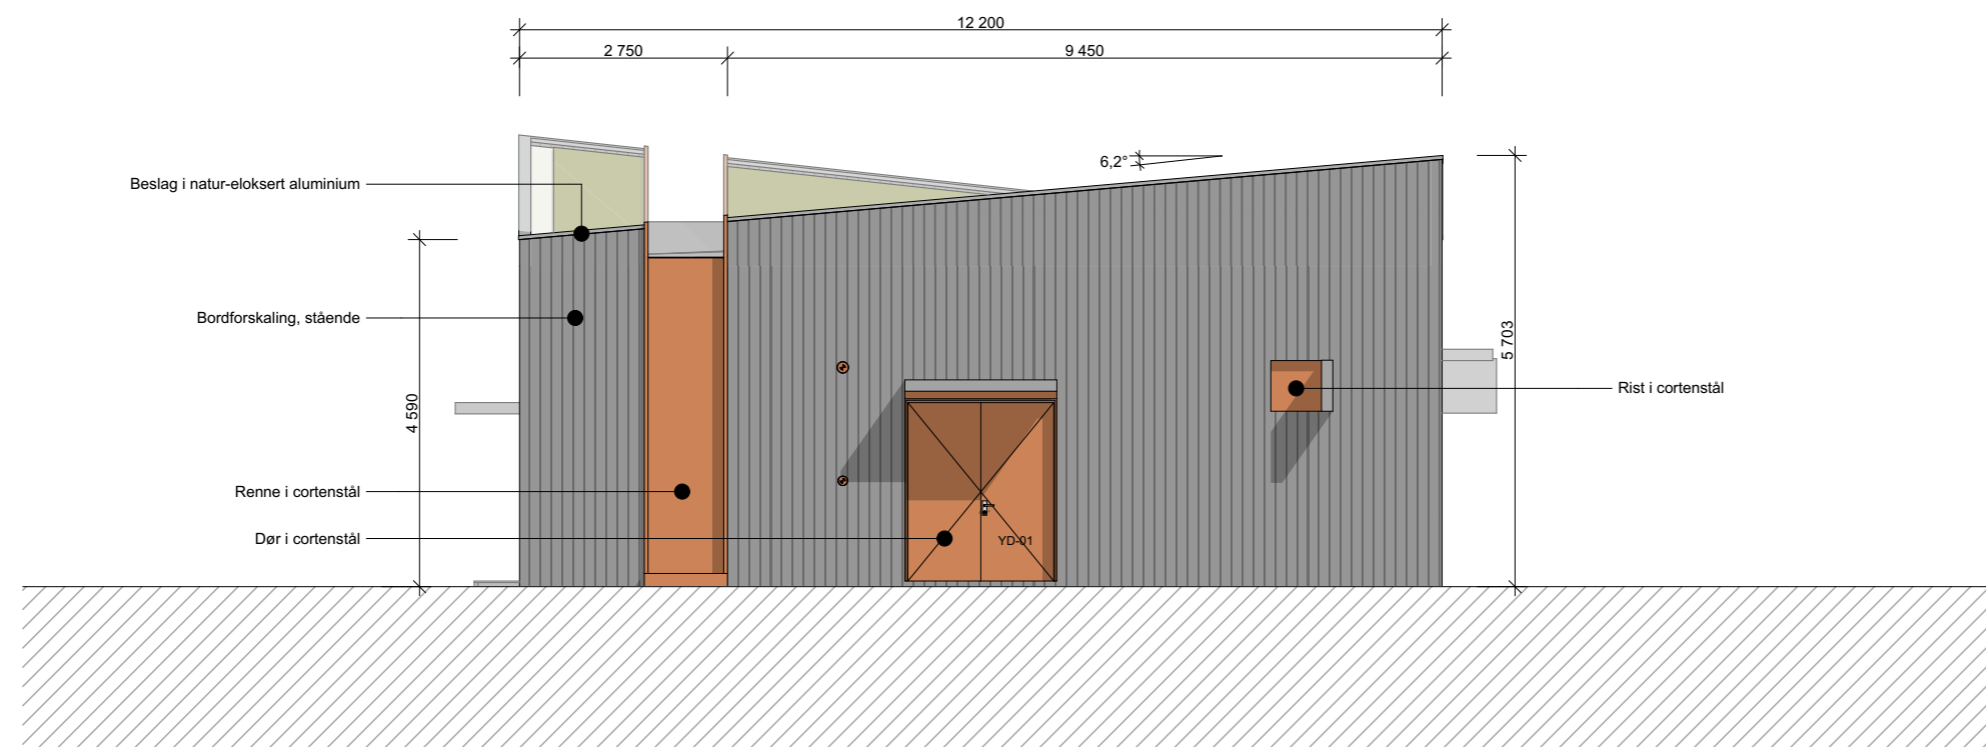 12 200
2 750
9 450
6,2°
Beslag i natur-eloksert aluminium
Bordforskaling, stående
5 703
Rist i cortenstål
4 590
Renne i cortenstål
Dør i cortenstål
YD-01